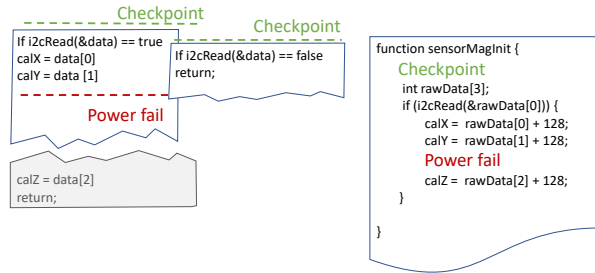 Checkpoint
If i2cRead(&data) == true
calX = data[0]
calY = data [1]
Power fail
calZ = data[2]
return;
Checkpoint
If i2cRead(&data) == false
return;
function sensorMagInit {
Checkpoint
int rawData[3];
if (i2cRead(&rawData[0])) {
calX = rawData[0] + 128;
calY = rawData[1] + 128;
Power fail
calZ = rawData[2] + 128;
}
}